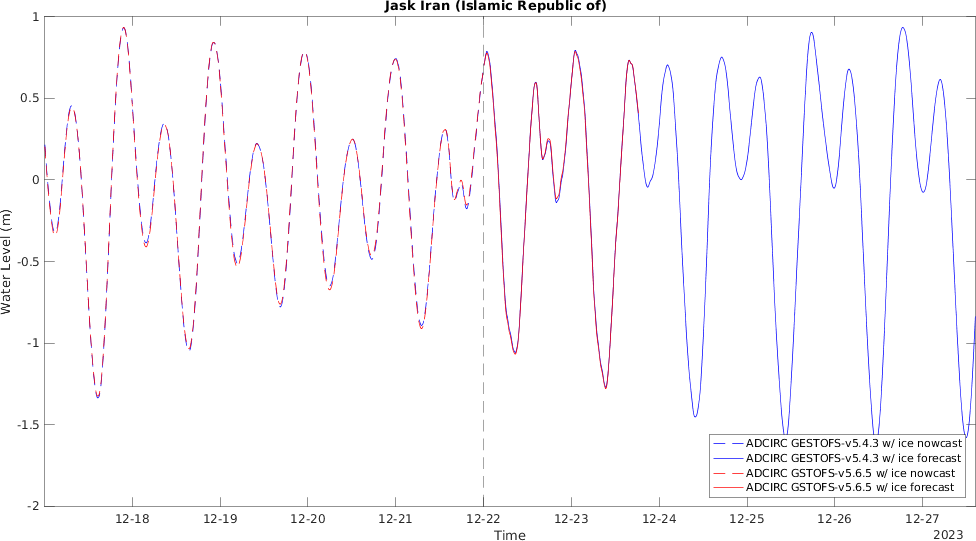 Jask Iran (Islamic Republic of)
1
0.5
0
-0.5
-1
-1.5
-2
Water Level (m)
ADCIRC GESTOFS-v5.4.3 w/ ice nowcast
ADCIRC GESTOFS-v5.4.3 w/ ice forecast
ADCIRC GSTOFS-v5.6.5 w/ ice nowcast
ADCIRC GSTOFS-v5.6.5 w/ ice forecast
12-18 12-19 12-20 12-21 12-22 12-23 12-24 12-25 12-26 12-27
Time
2023